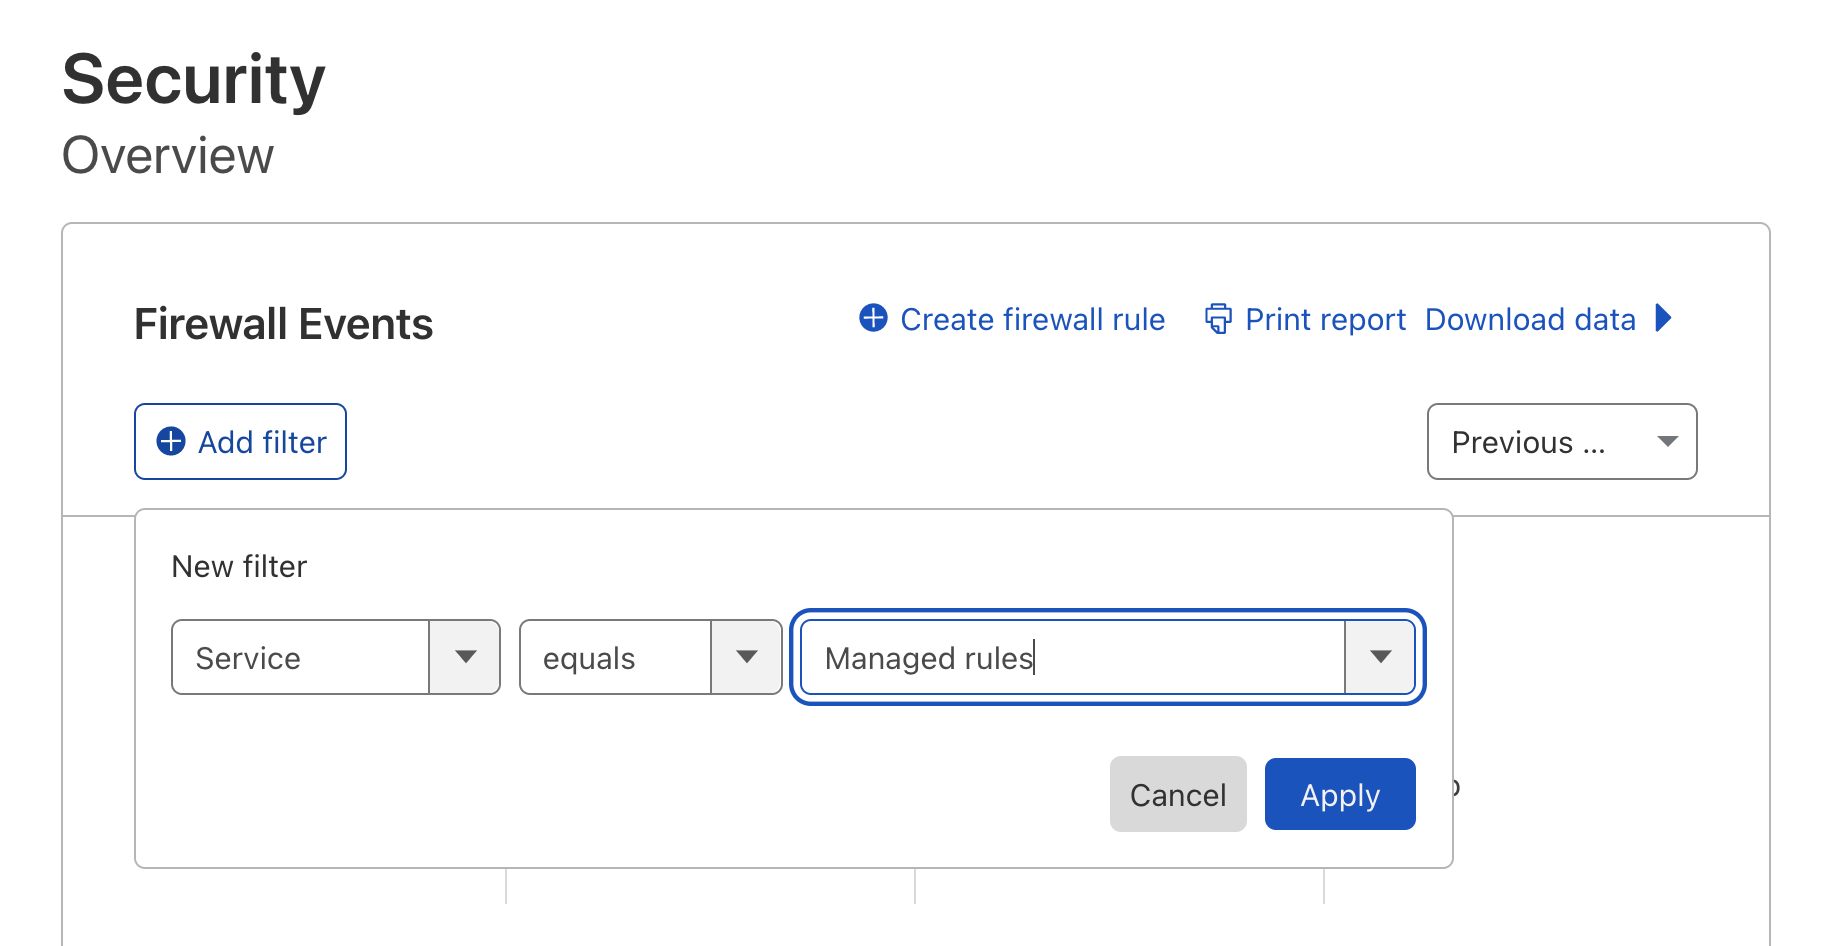 Security
Overview
Firewall Events
Create firewall rule
Print report
Download data
Add filter
Previous ...
New filter
Service
equals
Managed rules
Cancel
Apply